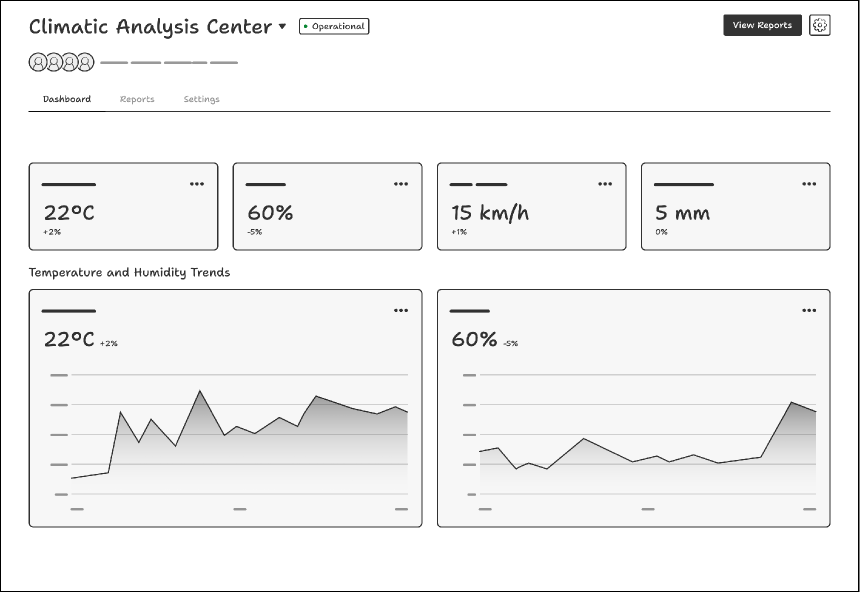 Climatic Analysis Center
Operational
View Reports
Dashboard Reports Settings
22°C
+2%
60%
-5%
15 km/h
+1%
5 mm
0%
Temperature and Humidity Trends
22°C +2%
60% -5%